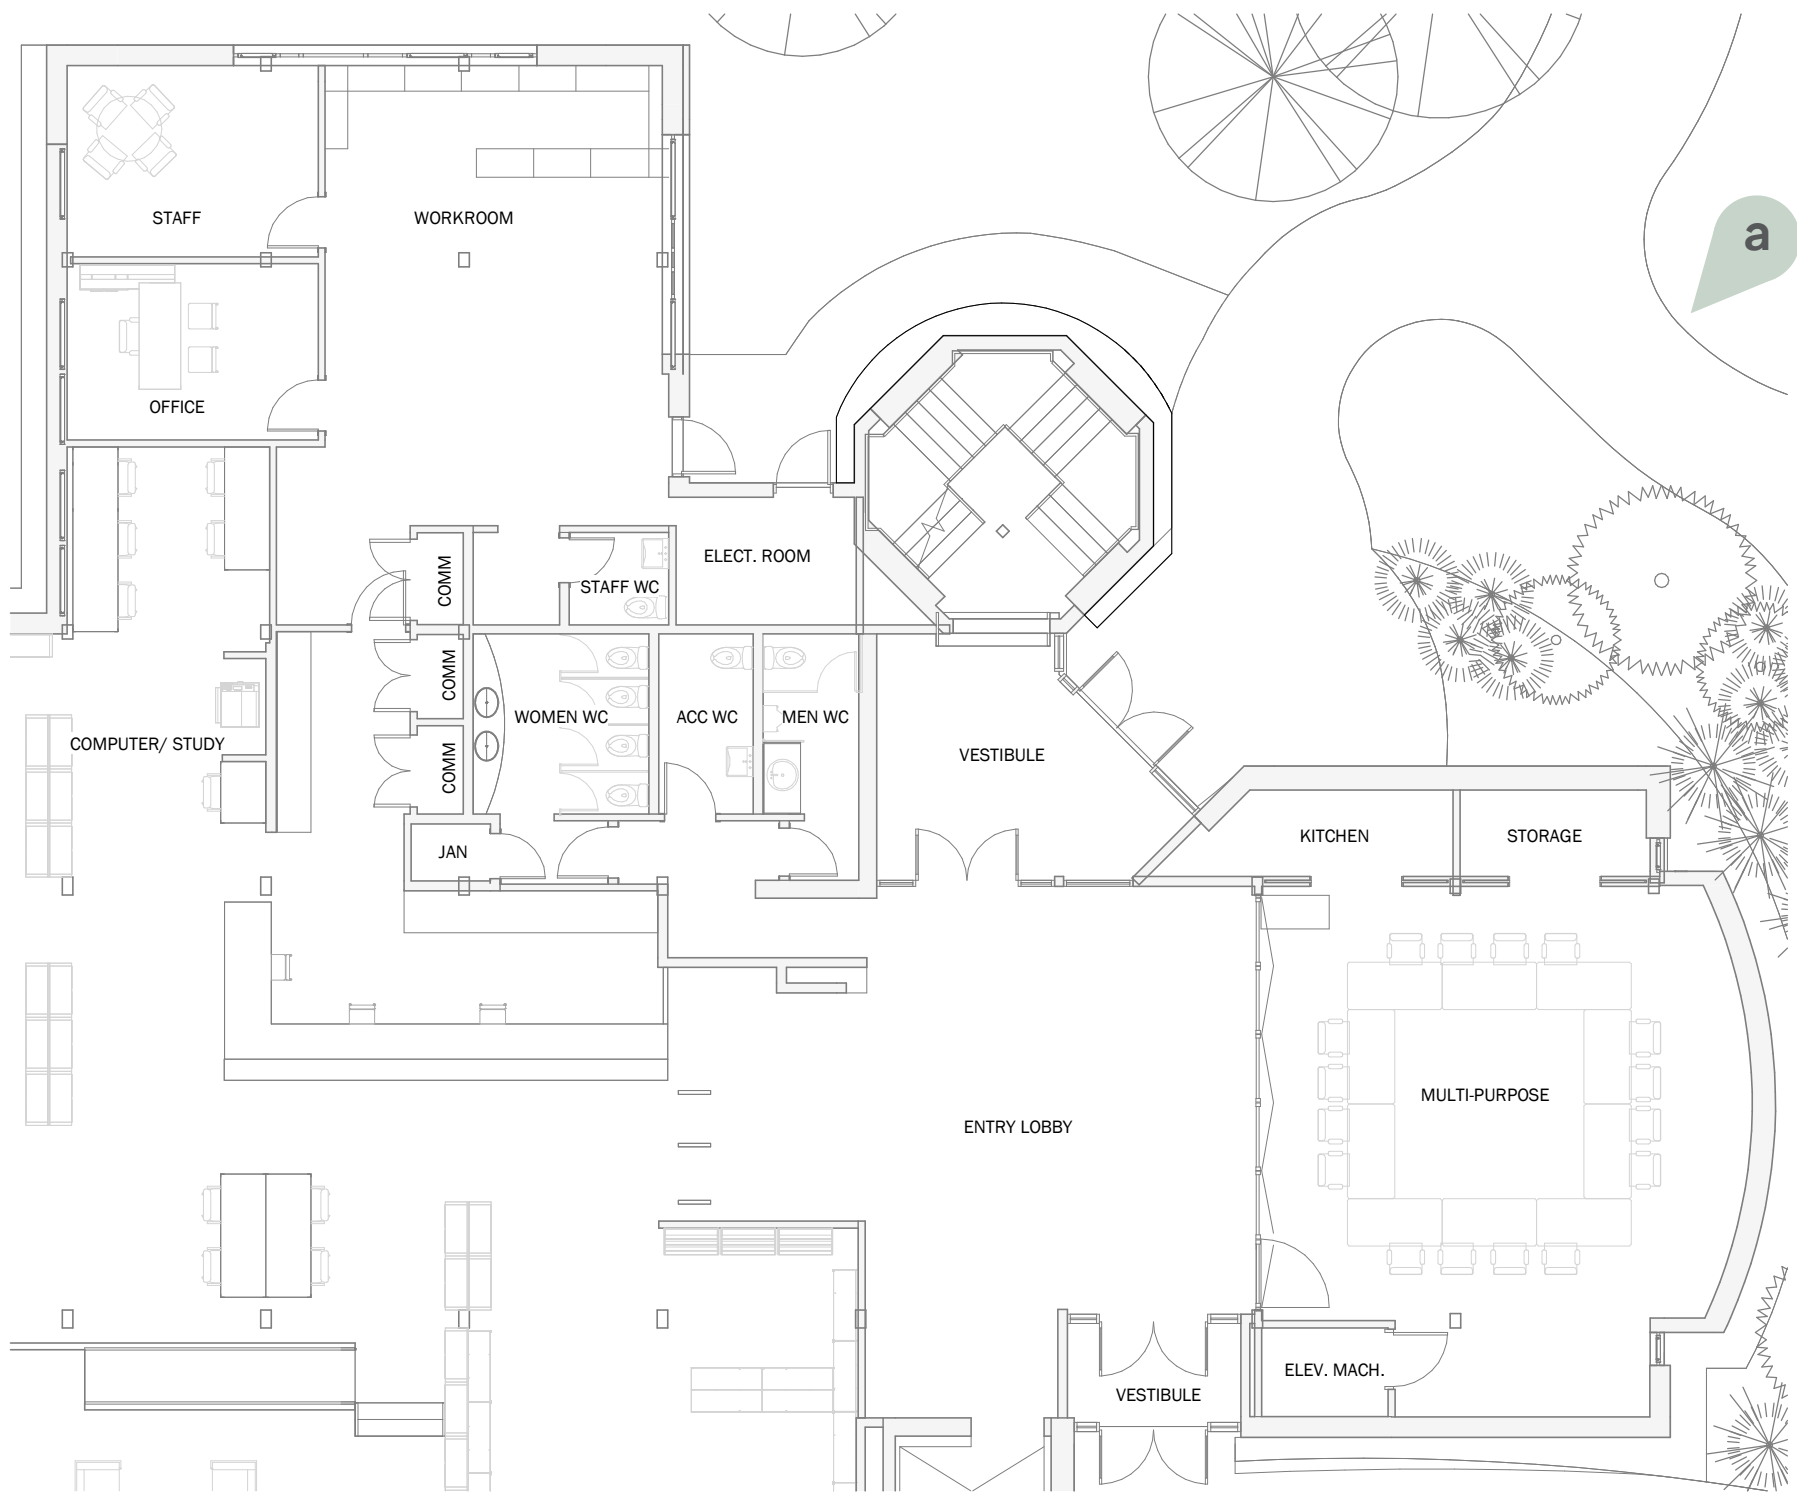 a
STAFF
WORKROOM
OFFICE
ELECT. ROOM
COMM
STAFF WC
COMM
WOMEN WC
ACC WC
MEN WC
COMPUTER/ STUDY
VESTIBULE
COMM
KITCHEN
STORAGE
JAN
MULTI-PURPOSE
ENTRY LOBBY
ELEV. MACH.
VESTIBULE